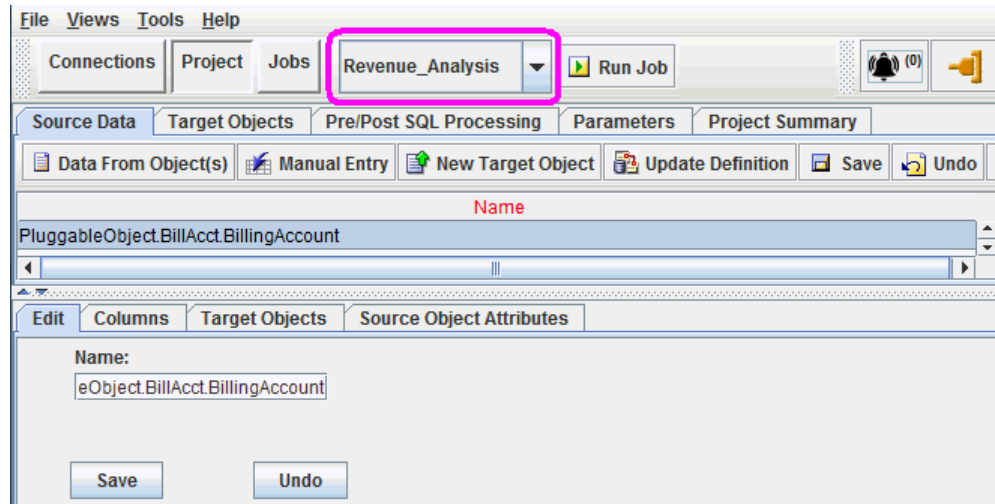 File Views Tools Help
Connections Project Jobs Revenue_Analysis Run Job (0)
Source Data Target Objects Pre/Post SQL Processing Parameters Project Summary
Data From Object(s) Manual Entry New Target Object Update Definition Save Undo
Name
PluggableObject.BillAcct.BillingAccount
Edit Columns Target Objects Source Object Attributes
Name:
eObject.BillAcct.BillingAccount
Save Undo